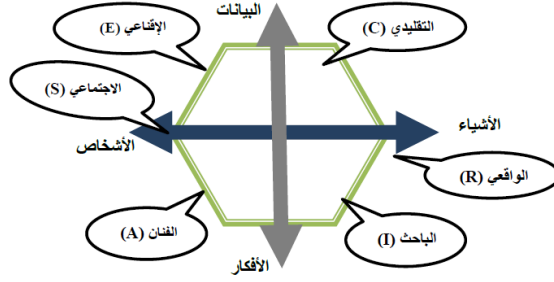 البيانات
الإقناعي (E)
التقليدي (C)
الاجتماعي (S)
الأشياء
الأشخاص
الواقعي (R)
الفنان (A)
الباحث (I)
الأفكار